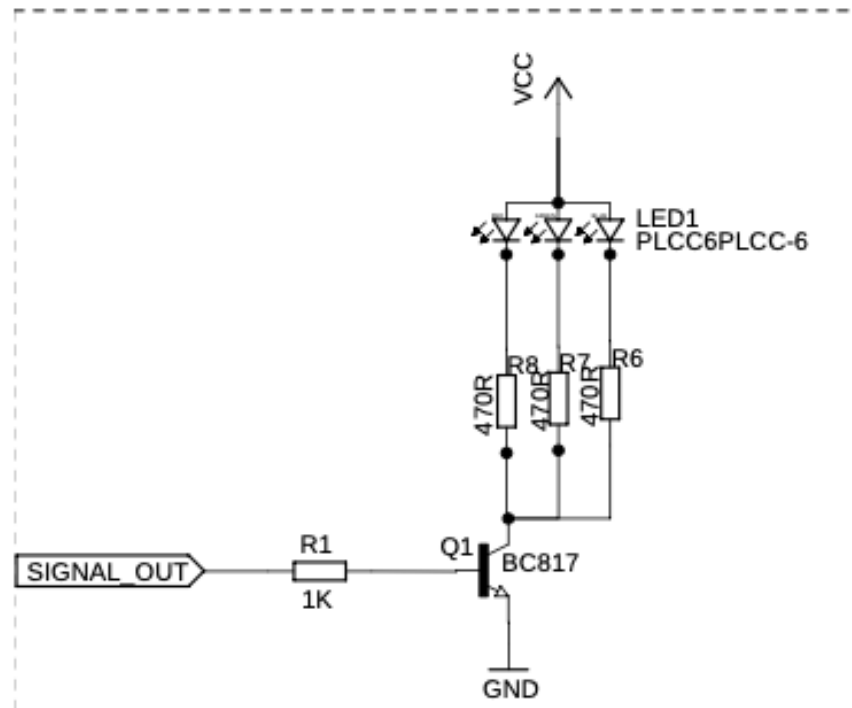 VCC
LED1
PLCC6PLCC-6
R8
R7
R6
470R
470R
470R
R1
Q1
BC817
SIGNAL_OUT
1K
GND